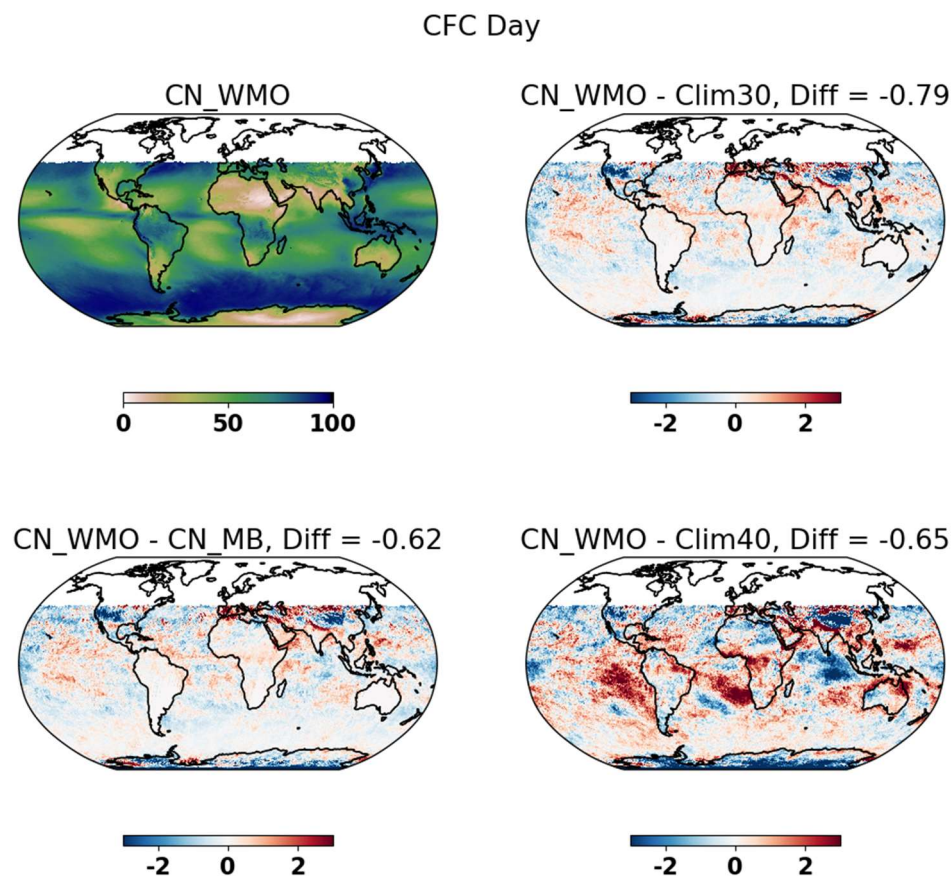 CFC Day
CN_WMO
CN_WMO - Clim30, Diff = -0.79
0 50 100
-2 0 2
CN_WMO - CN_MB, Diff = -0.62
CN_WMO - Clim40, Diff = -0.65
-2 0 2
-2 0 2